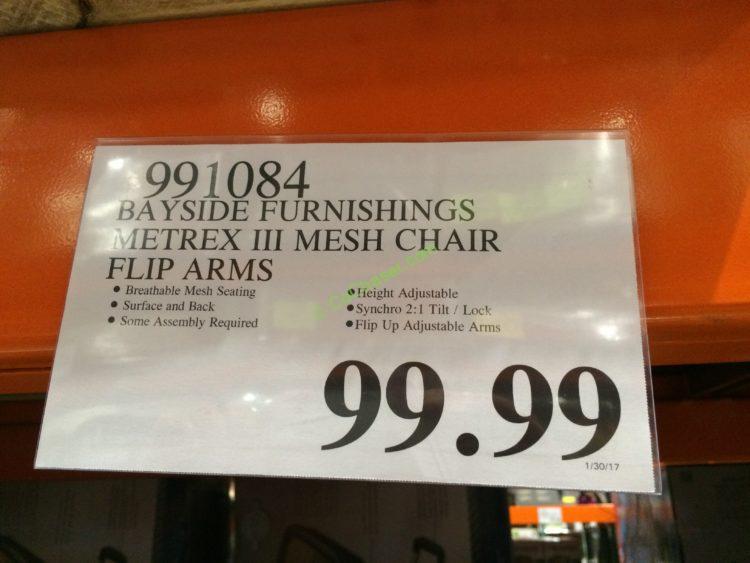 991084
BAYSIDE FURNISHINGS
METREX III MESH CHAIR
FLIP ARMS
• Breathable Mesh Seating
• Surface and Back
• Some Assembly Required
• Height Adjustable
• Synchro 2:1 Tilt / Lock
• Flip Up Adjustable Arms
99.99
1/30/17